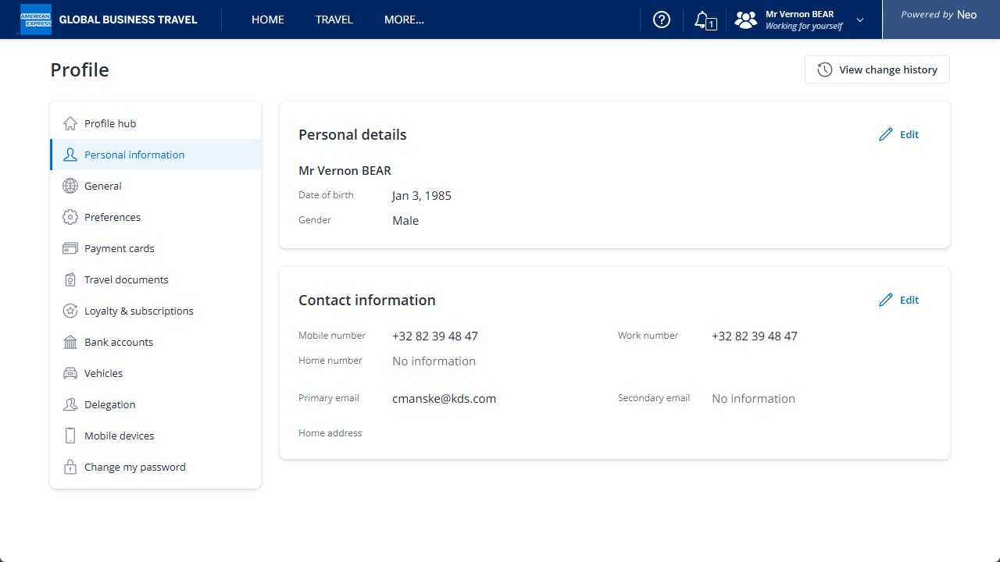 AMERICAN EXPRESS GLOBAL BUSINESS TRAVEL HOME TRAVEL MORE... 1 Mr Vernon BEAR Powered by Neo
Working for yourself
Profile
View change history
Profile hub
Personal information
General
Preferences
Payment cards
Travel documents
Loyalty & subscriptions
Bank accounts
Vehicles
Delegation
Mobile devices
Change my password
Personal details Edit
Mr Vernon BEAR
Date of birth Jan 3, 1985
Gender Male
Contact information Edit
Mobile number +32 82 39 48 47 Work number +32 82 39 48 47
Home number No information
Primary email cmanske@kds.com Secondary email No information
Home address